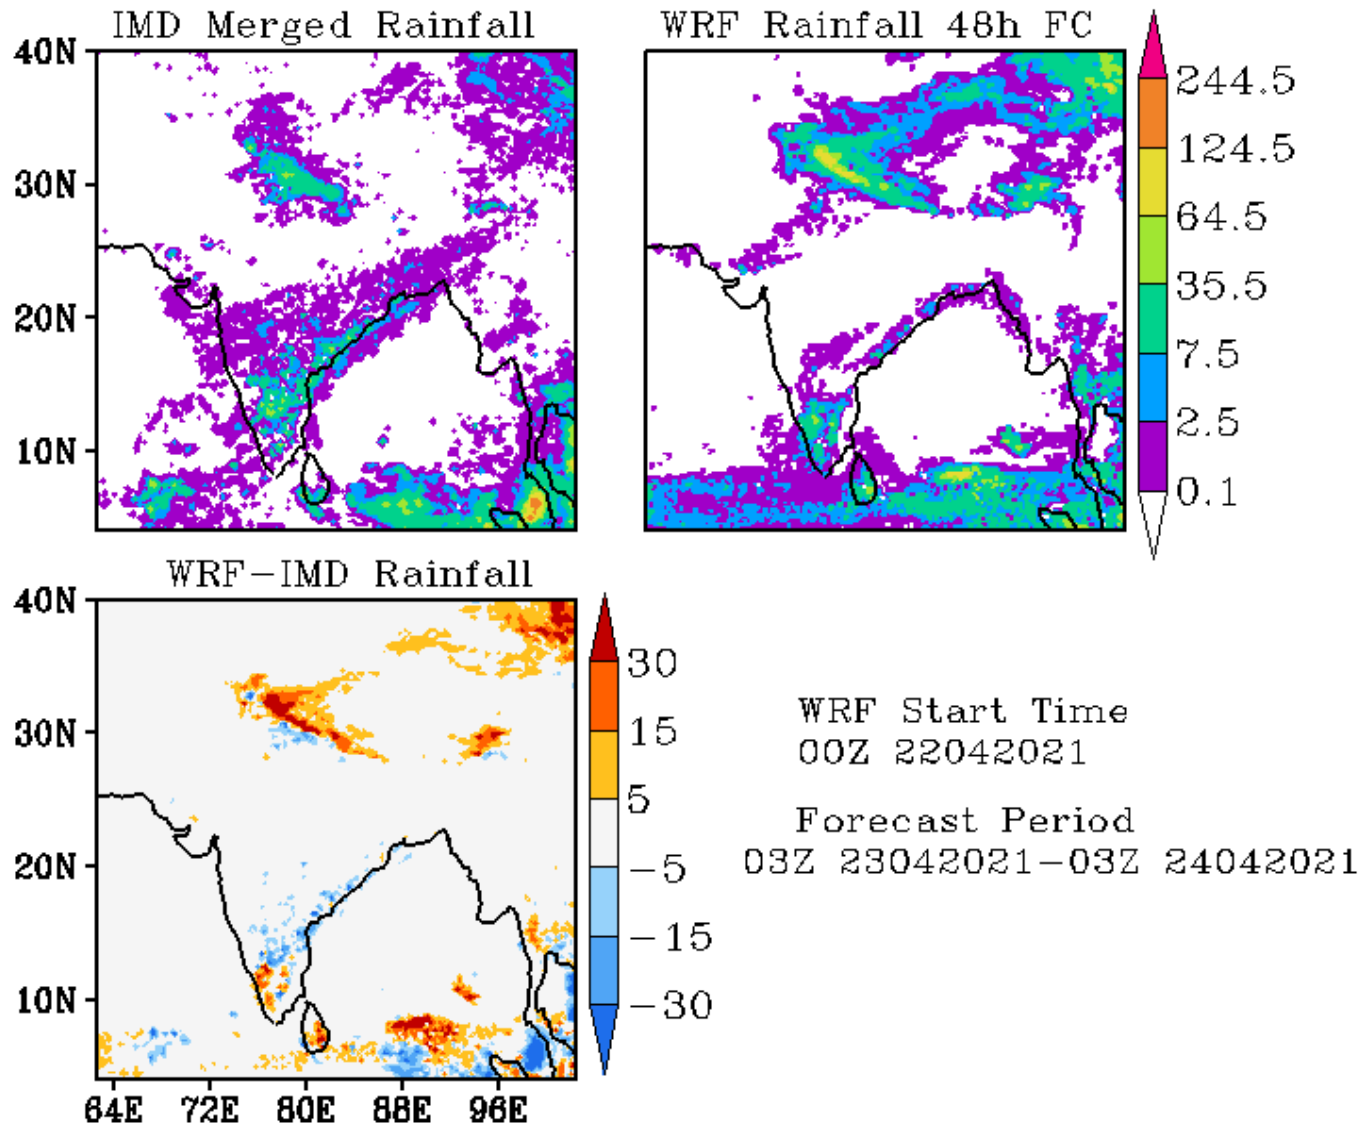 IMD Merged Rainfall
WRF Rainfall 48h FC
40N
30N
20N
10N
244.5
124.5
64.5
35.5
7.5
2.5
0.1
WRF-IMD Rainfall
40N
30N
20N
10N
64E 72E 80E 88E 96E
30
15
5
-5
-15
-30
WRF Start Time
00Z 22042021
Forecast Period
03Z 23042021-03Z 24042021